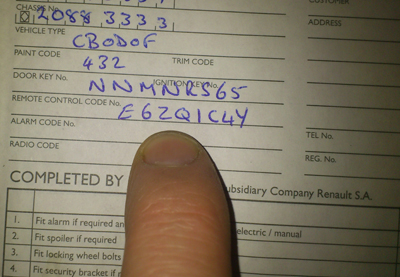 CHASSIS No.
CUSTOMER
2088 3333
VEHICLE TYPE
ADDRESS
CBODOF
PAINT CODE
TRIM CODE
432
DOOR KEY No.
IGNITION KEY No.
NNMNRS65
REMOTE CONTROL CODE No.
E6ZQ1C4Y
ALARM CODE No.
TEL No.
RADIO CODE
REG. No.
COMPLETED BY
ubsidiary Company Renault S.A.
1. Fit alarm if required an
electric / manual
2. Fit spoiler if required
3. Fit locking wheel bolts
4. Fit security bracket if r